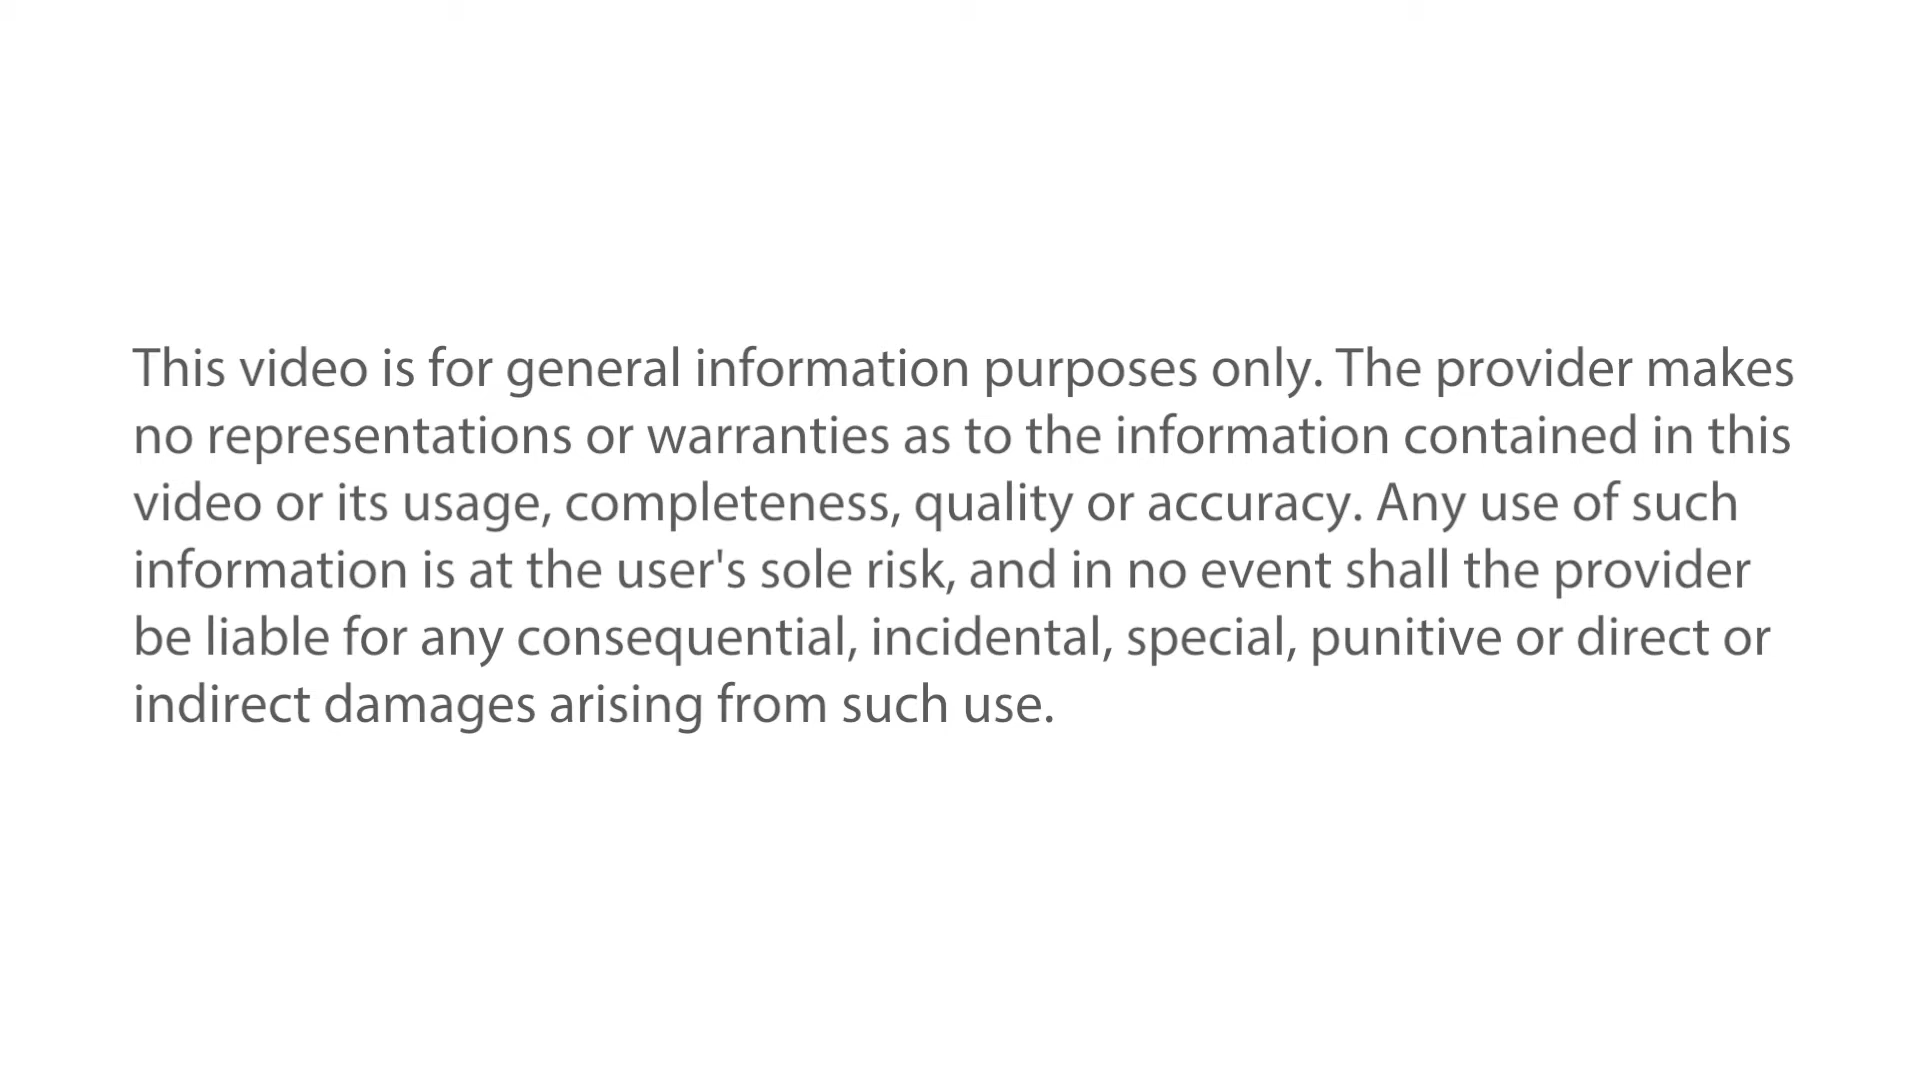 This video is for general information purposes only. The provider makes
no representations or warranties as to the information contained in this
video or its usage, completeness, quality or accuracy. Any use of such
information is at the user's sole risk, and in no event shall the provider
be liable for any consequential, incidental, special, punitive or direct or
indirect damages arising from such use.